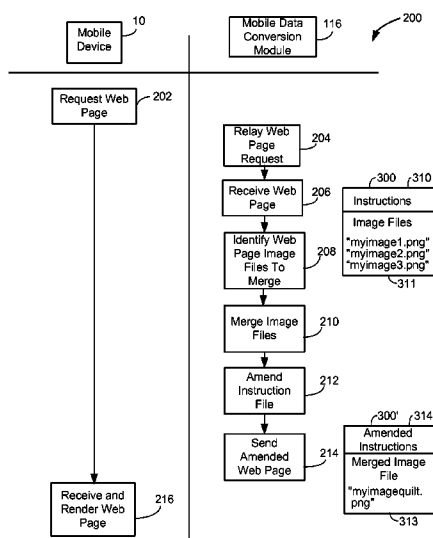 10
Mobile
Device
116
Mobile Data
Conversion
Module
200
Request Web
Page
202
Relay Web
Page
Request
204
Receive Web
Page
206
Identify Web
Page Image
Files To
Merge
208
Merge Image
Files
210
Amend
Instruction
File
212
Send
Amended
Web Page
214
Receive and
Render Web
Page
216
300
310
Instructions
Image Files
"myimage1.png"
"myimage2.png"
"myimage3.png"
311
300'
314
Amended
Instructions
Merged Image
File
"myimagequilt.
png"
313